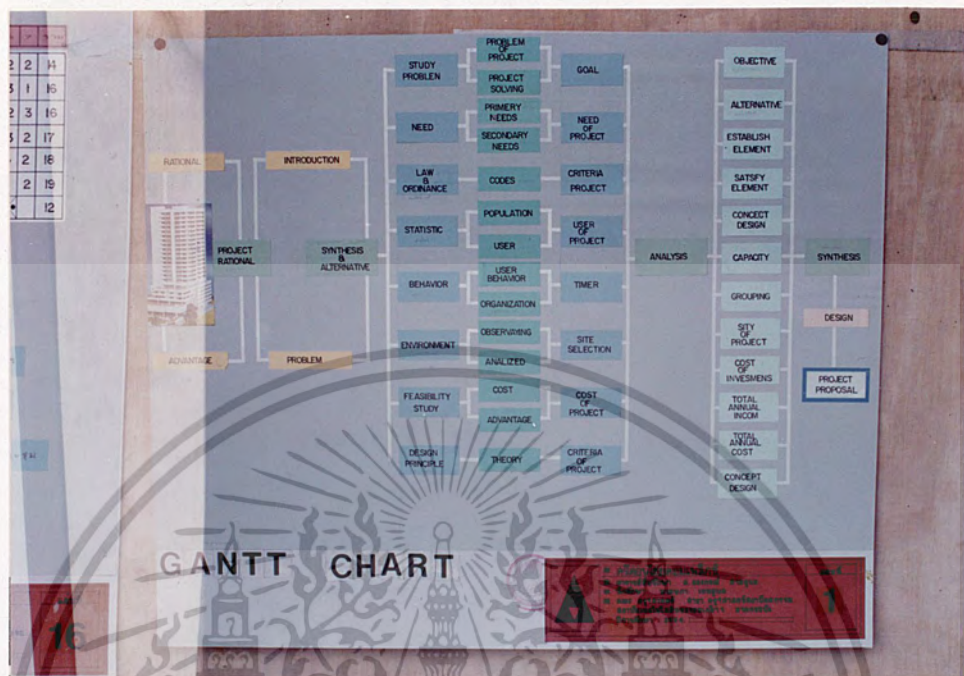 2 2 14
3 1 16
2 3 16
3 2 17
2 18
2 19
12
16
RATIONAL
ADVANTAGE
PROJECT
RATIONAL
INTRODUCTION
PROBLEM
SYNTHESIS
&
ALTERNATIVE
STUDY
PROBLEN
NEED
LAW
&
ORDINANCE
STATISTIC
BEHAVIOR
ENVIRONMENT
FEASIBILITY
STUDY
DESIGN
PRINCIPLE
PROBLEM
OF
PROJECT
PROJECT
SOLVING
PRIMERY
NEEDS
SECONDARY
NEEDS
CODES
POPULATION
USER
USER
BEHAVIOR
ORGANIZATION
OBSERVAYING
ANALIZED
COST
ADVANTAGE
THEORY
GOAL
NEED
OF
PROJECT
CRITERIA
OF
PROJECT
USER
OF
PROJECT
TIMER
SITE
SELECTION
COST
OF
PROJECT
CRITERIA
OF
PROJECT
ANALYSIS
OBJECTIVE
ALTERNATIVE
ESTABLISH
ELEMENT
SATSFY
ELEMENT
CONCECT
DESIGN
CAPACITY
GROUPING
SITY
OF
PROJECT
COST
OF
INVESMENS
TOTAL
ANNUAL
INCOM
TOTAL
ANNUAL
COST
CONCEPT
DESIGN
SYNTHESIS
DESIGN
PROJECT
PROPOSAL
GANTT CHART
1